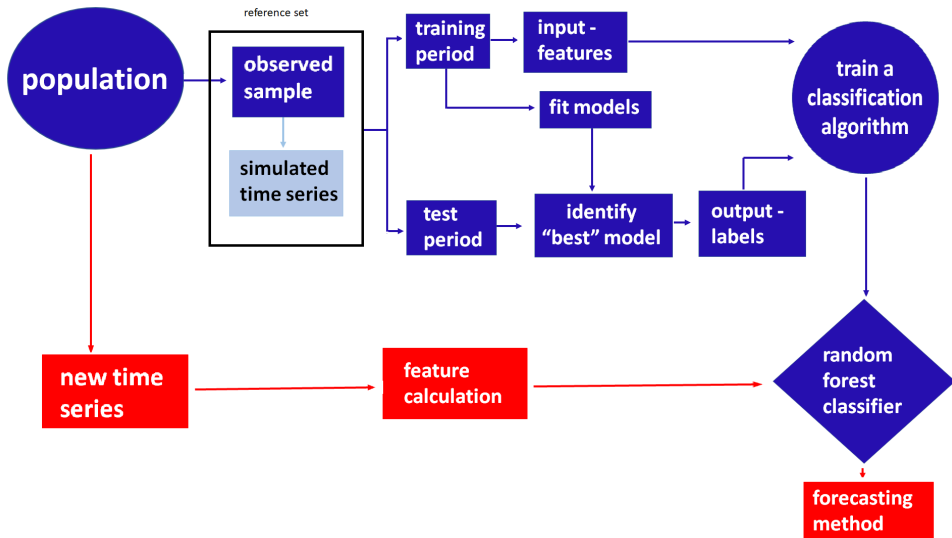 reference set
population
observed
sample
simulated
time series
training
period
input -
features
fit models
test
period
identify
“best” model
output -
labels
train a
classification
algorithm
new time
series
feature
calculation
random
forest
classifier
forecasting
method